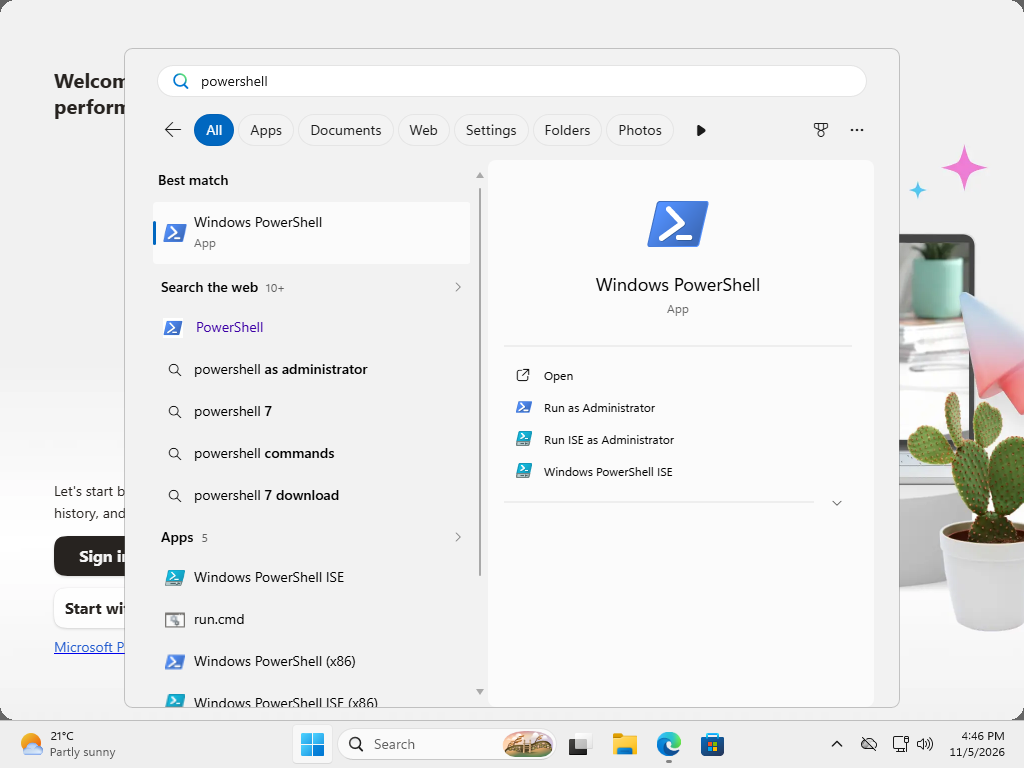 Welcom
perform
powershell
All
Apps
Documents
Web
Settings
Folders
Photos
Best match
Windows PowerShell
App
Search the web 10+
PowerShell
powershell as administrator
powershell 7
powershell commands
powershell 7 download
Apps 5
Windows PowerShell ISE
run.cmd
Windows PowerShell (x86)
Windows PowerShell ISE (x86)
Windows PowerShell
App
Open
Run as Administrator
Run ISE as Administrator
Windows PowerShell ISE
Let's start b
history, and
Sign in
Start wi
Microsoft P
21°C
Partly sunny
Search
4:46 PM
11/5/2026